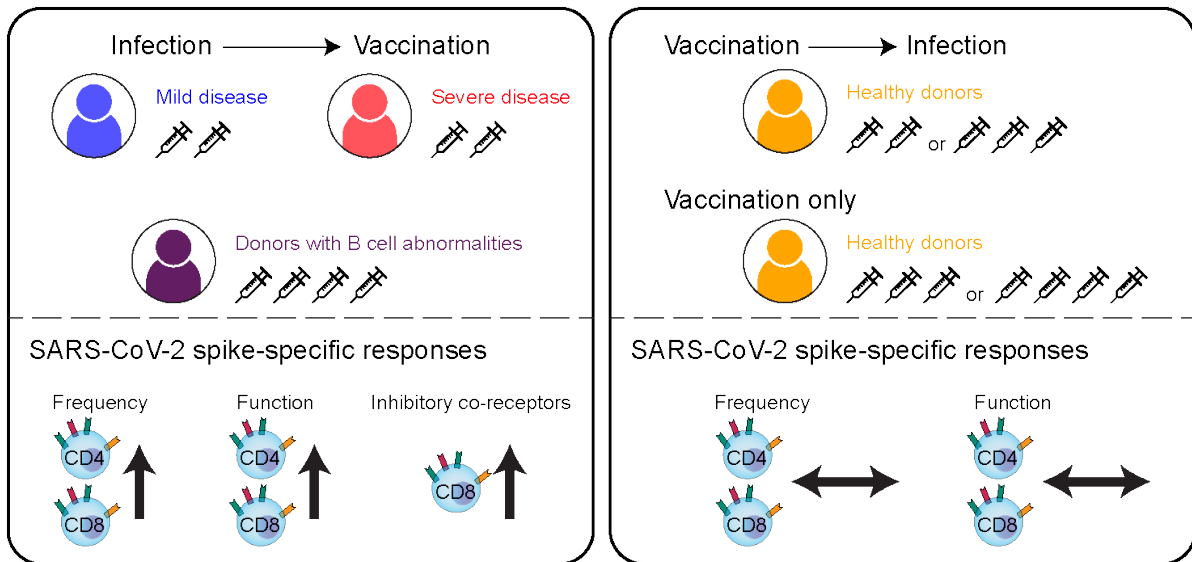 Infection Vaccination
Mild disease Severe disease
Donors with B cell abnormalities
SARS-CoV-2 spike-specific responses
Frequency Function Inhibitory co-receptors
CD4 CD4
CD8
CD8 CD8
Vaccination Infection
Healthy donors
or
Vaccination only
Healthy donors
or
SARS-CoV-2 spike-specific responses
Frequency Function
CD4 CD4
CD8 CD8